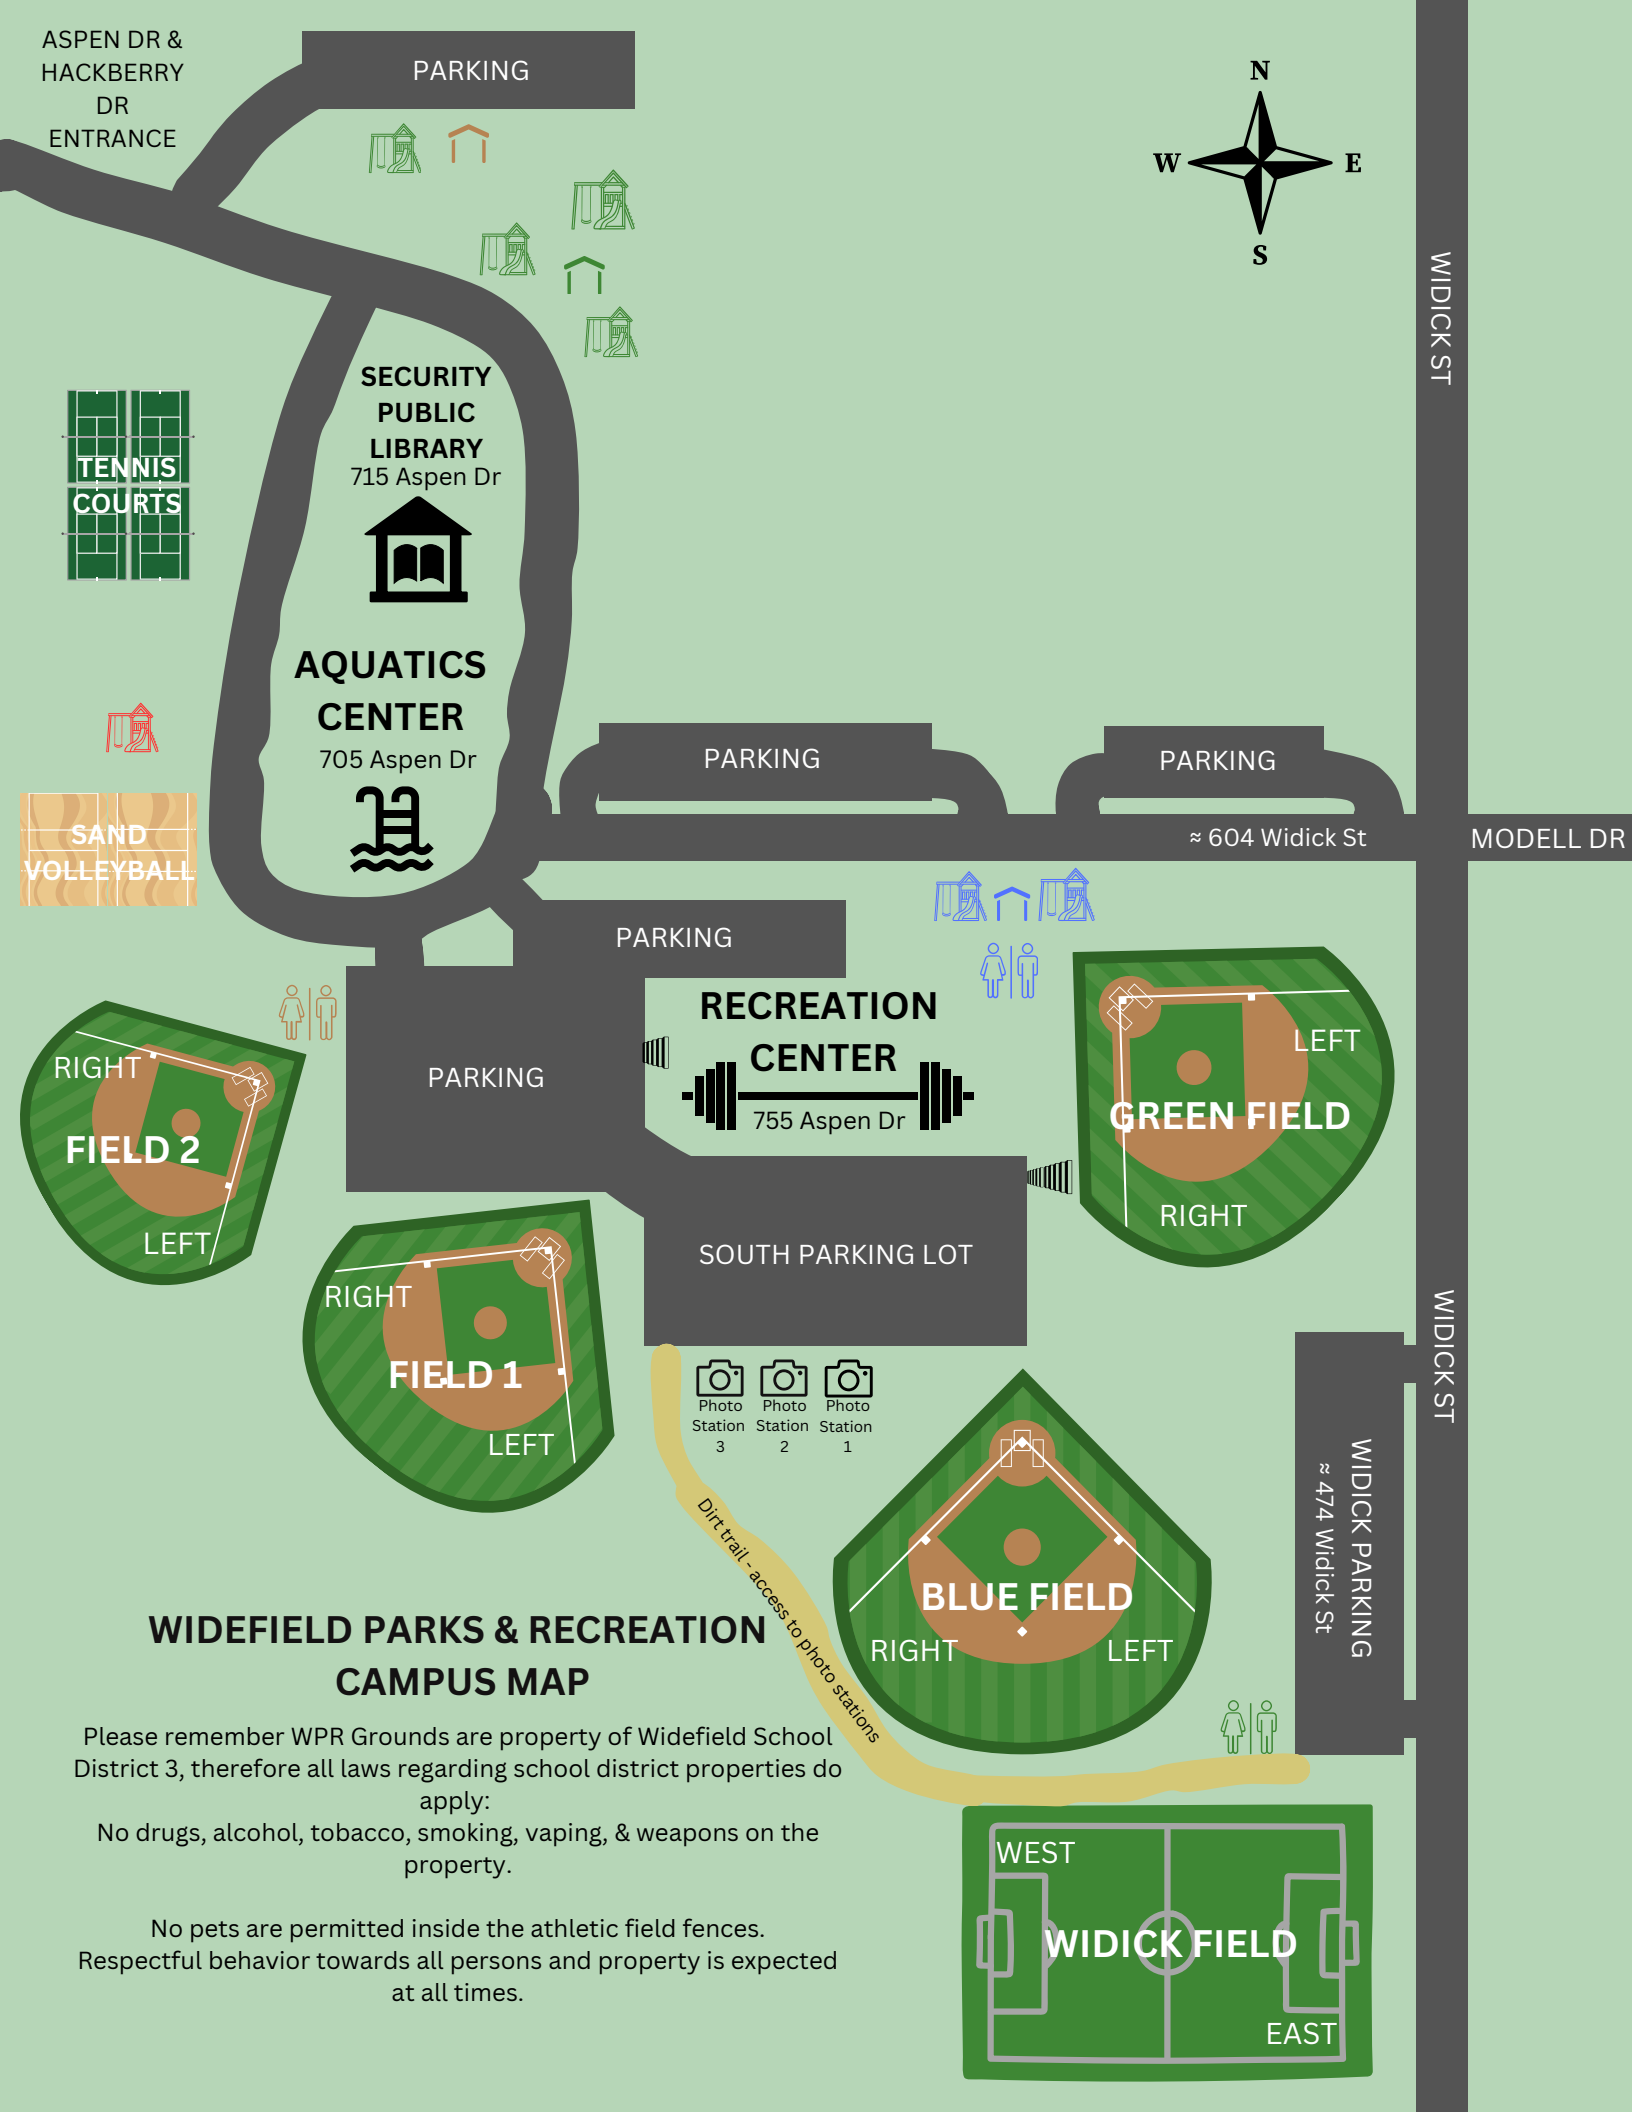 ASPEN DR &
HACKBERRY
DR
ENTRANCE
PARKING
N
W
E
S
WIDICK ST
SECURITY
PUBLIC
LIBRARY
715 Aspen Dr
TENNIS
COURTS
AQUATICS
CENTER
705 Aspen Dr
SAND
VOLLEYBALL
PARKING
PARKING
≈ 604 Widick St
MODELL DR
PARKING
RECREATION
CENTER
755 Aspen Dr
PARKING
RIGHT
FIELD 2
LEFT
LEFT
GREEN FIELD
RIGHT
SOUTH PARKING LOT
RIGHT
FIELD 1
LEFT
WIDICK ST
Photo
Station
3
Photo
Station
2
Photo
Station
1
Dirt trail - access to photo stations
BLUE FIELD
RIGHT
LEFT
WIDICK PARKING
≈ 474 Widick St
WIDEFIELD PARKS & RECREATION
CAMPUS MAP
Please remember WPR Grounds are property of Widefield School
District 3, therefore all laws regarding school district properties do
apply:
No drugs, alcohol, tobacco, smoking, vaping, & weapons on the
property.
No pets are permitted inside the athletic field fences.
Respectful behavior towards all persons and property is expected
at all times.
WEST
WIDICK FIELD
EAST